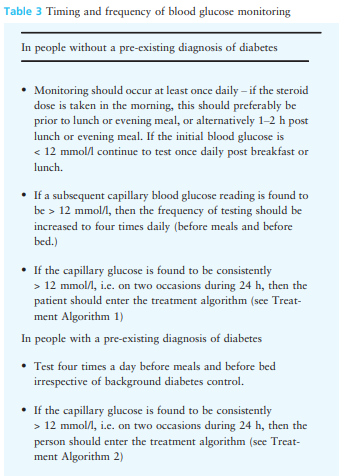 Table 3 Timing and frequency of blood glucose monitoring
In people without a pre-existing diagnosis of diabetes
• Monitoring should occur at least once daily – if the steroid
dose is taken in the morning, this should preferably be
prior to lunch or evening meal, or alternatively 1–2 h post
lunch or evening meal. If the initial blood glucose is
< 12 mmol/l continue to test once daily post breakfast or
lunch.
• If a subsequent capillary blood glucose reading is found to
be > 12 mmol/l, then the frequency of testing should be
increased to four times daily (before meals and before
bed.)
• If the capillary glucose is found to be consistently
> 12 mmol/l, i.e. on two occasions during 24 h, then the
patient should enter the treatment algorithm (see Treat-
ment Algorithm 1)
In people with a pre-existing diagnosis of diabetes
• Test four times a day before meals and before bed
irrespective of background diabetes control.
• If the capillary glucose is found to be consistently
> 12 mmol/l, i.e. on two occasions during 24 h, then the
person should enter the treatment algorithm (see Treat-
ment Algorithm 2)